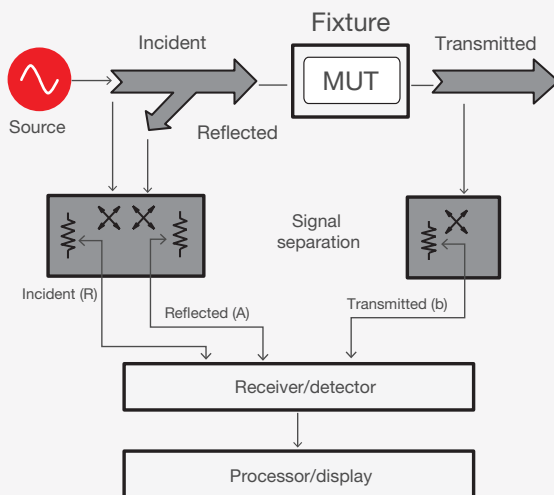 Fixture
Incident
Transmitted
MUT
Source
Reflected
Signal
separation
Incident (R)
Reflected (A)
Transmitted (b)
Receiver/detector
Processor/display